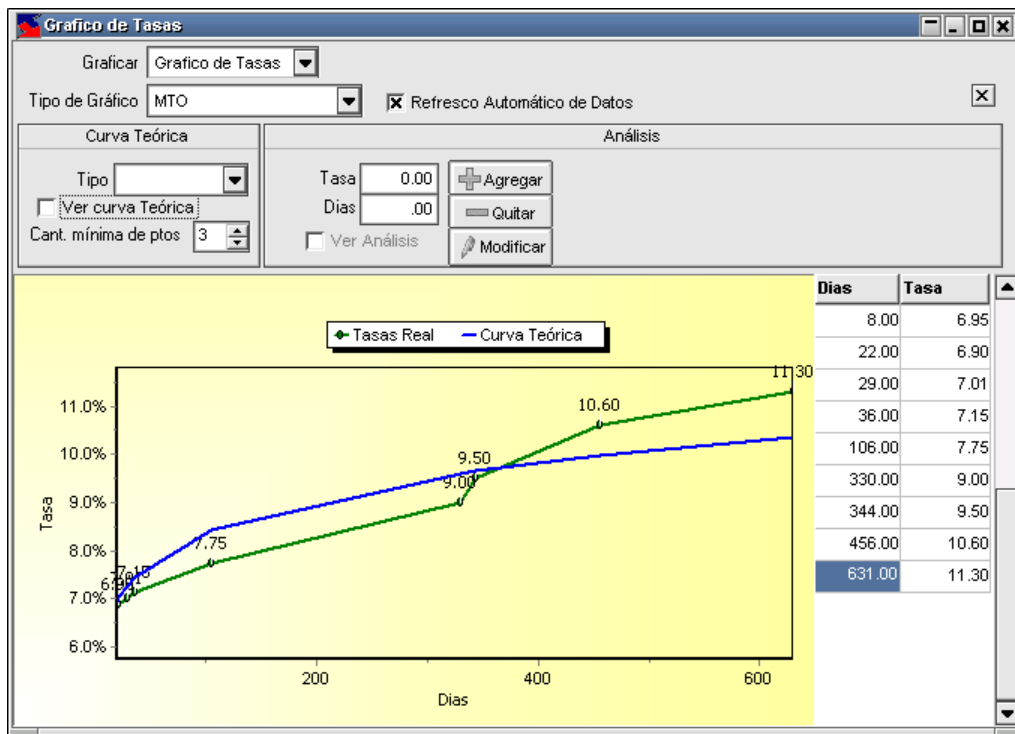 Grafico de Tasas
Graficar Grafico de Tasas
Tipo de Gráfico MTO Refresco Automático de Datos
Curva Teórica Análisis
Tipo Tasa 0.00 Agregar
Ver curva Teórica Dias .00 Quitar
Cant. mínima de ptos 3 Ver Análisis Modificar
Tasas Real Curva Teórica
11.30
11.0%
10.60
10.0%
9.50
9.00
9.0%
Tasa
8.0%
7.75
7.15
7.0%
6.0%
200 400 600
Dias
Dias Tasa
8.00 6.95
22.00 6.90
29.00 7.01
36.00 7.15
106.00 7.75
330.00 9.00
344.00 9.50
456.00 10.60
631.00 11.30